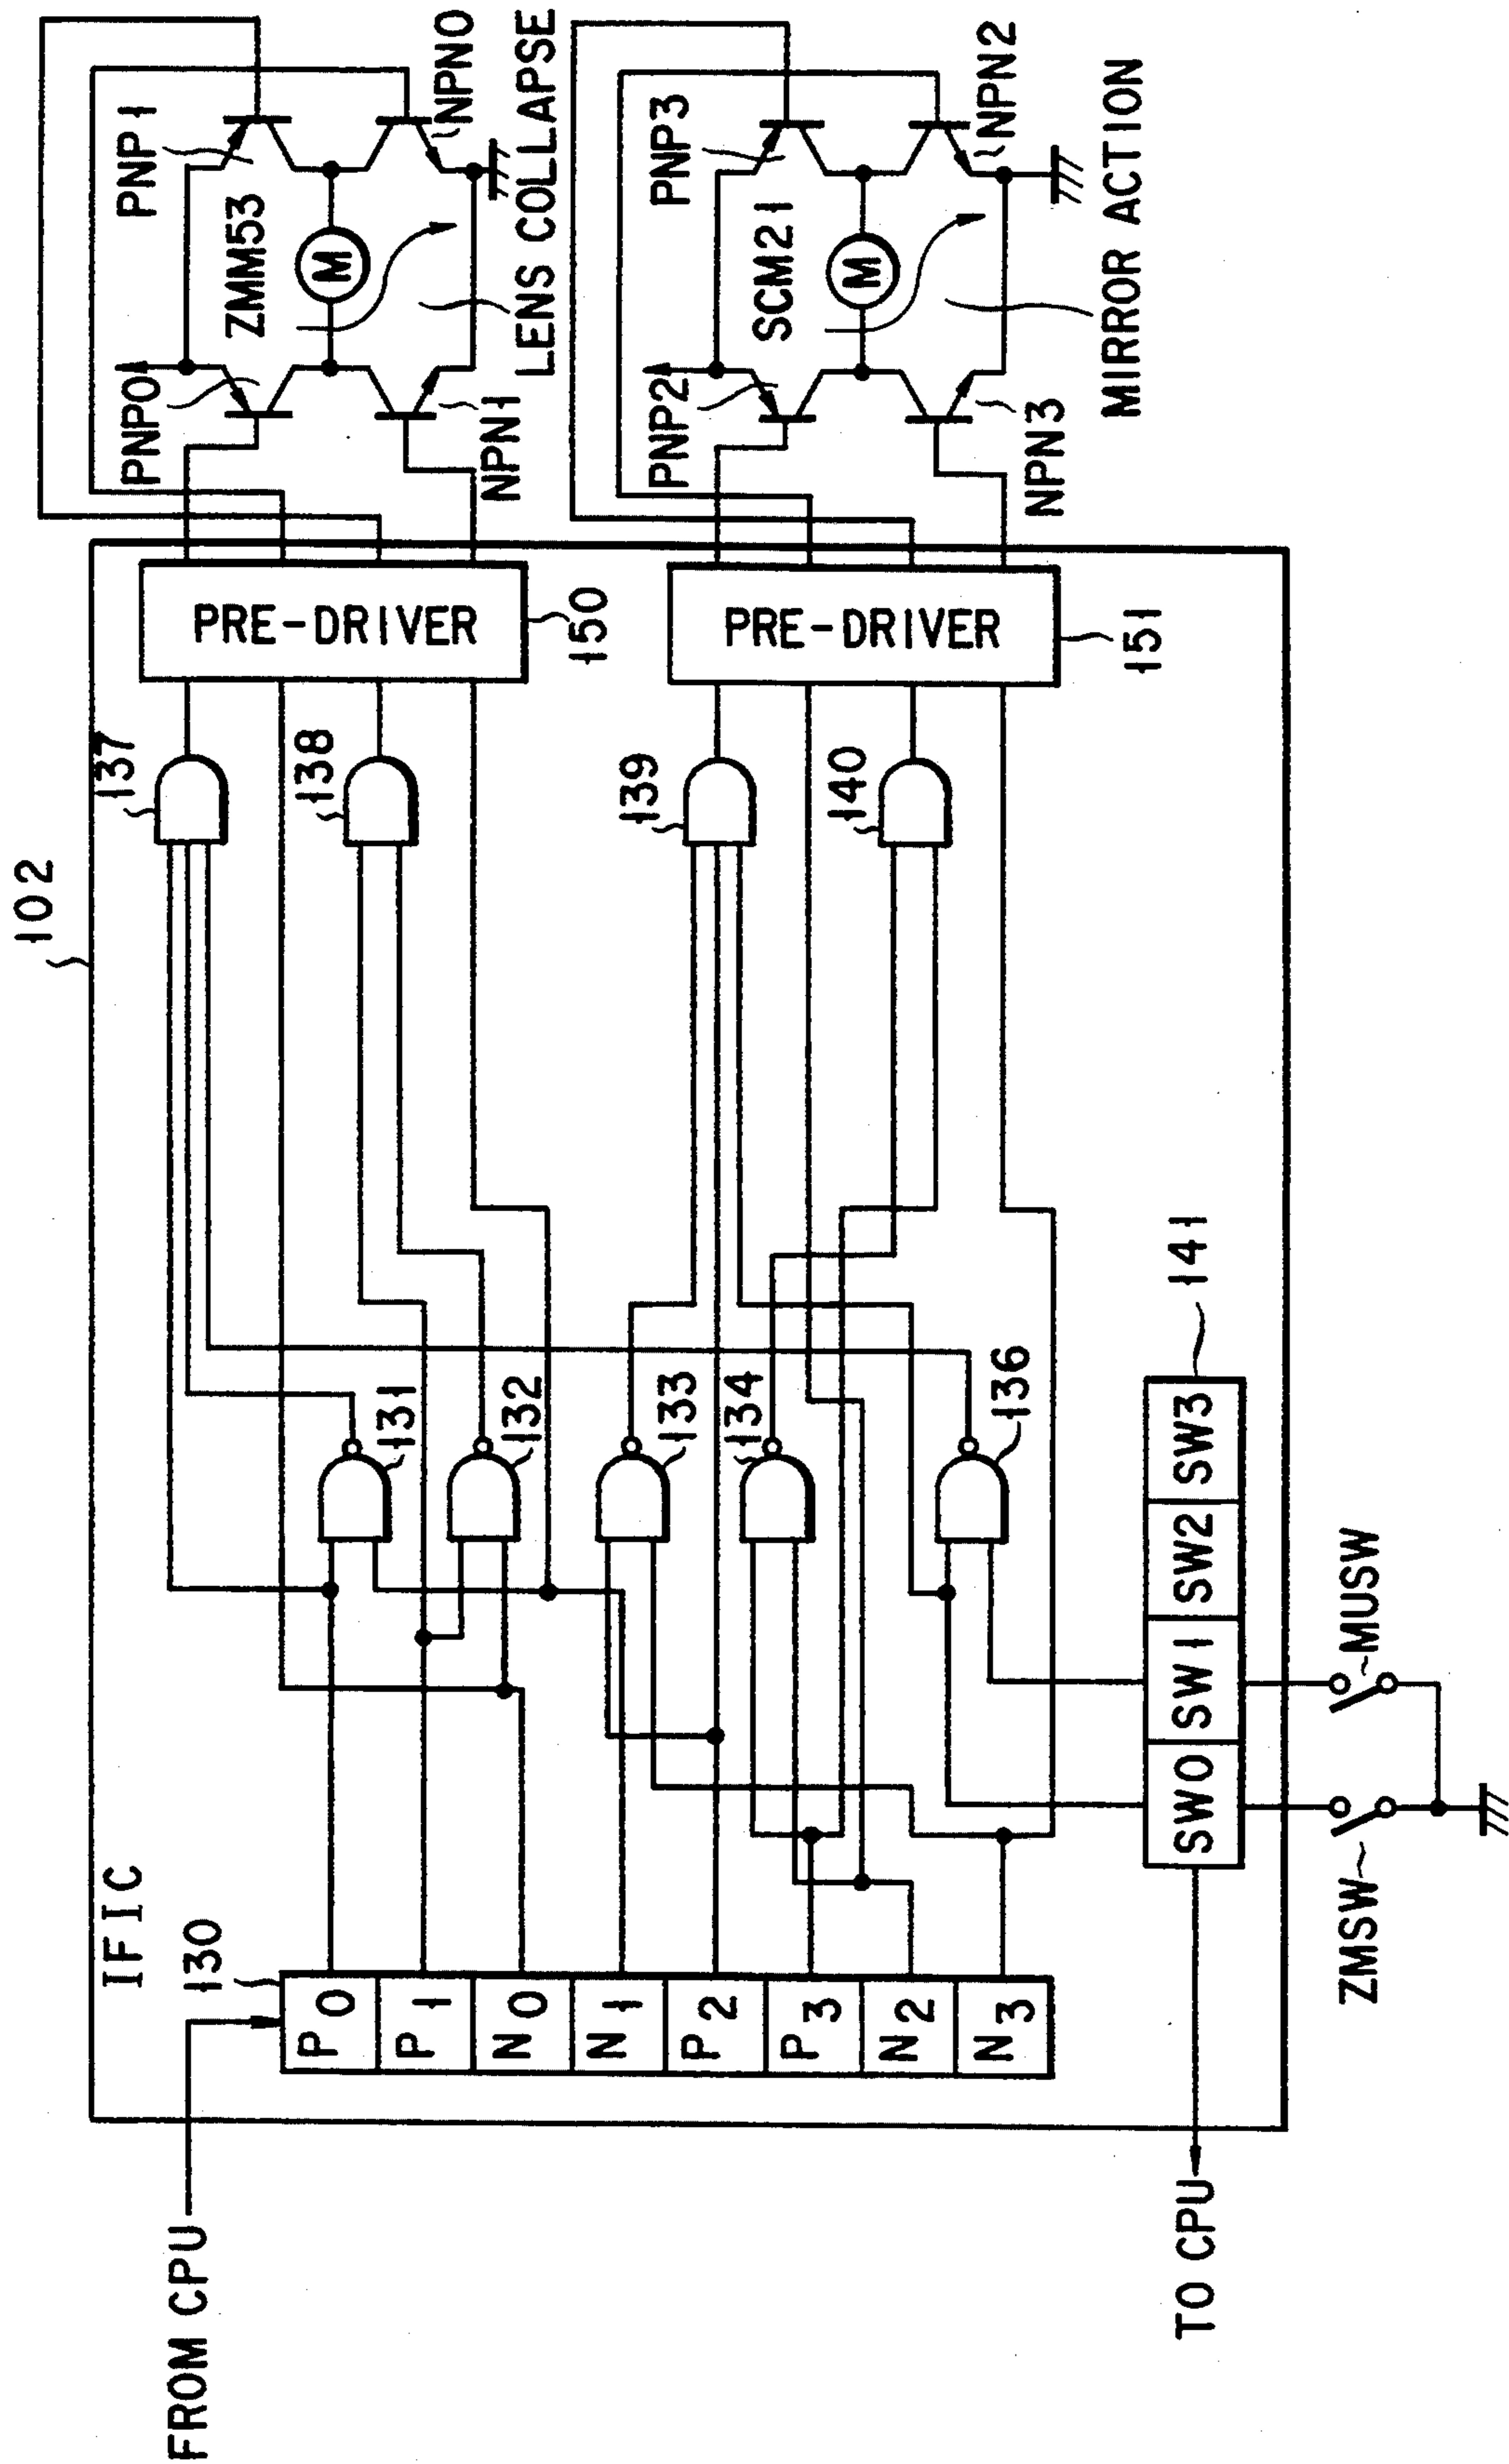 FROM CPU
IFIC
130
P0
P1
N0
N1
P2
P3
N2
N3
102
131
132
133
134
136
137
138
139
140
PRE-DRIVER
150
PRE-DRIVER
151
PNP0
PNP1
ZMM53
M
NPN1
NPN0
LENS COLLAPSE
PNP2
PNP3
SCM21
M
NPN3
NPN2
MIRROR ACTION
TO CPU
SW0
SW1
SW2
SW3
141
ZMSW
MUSW